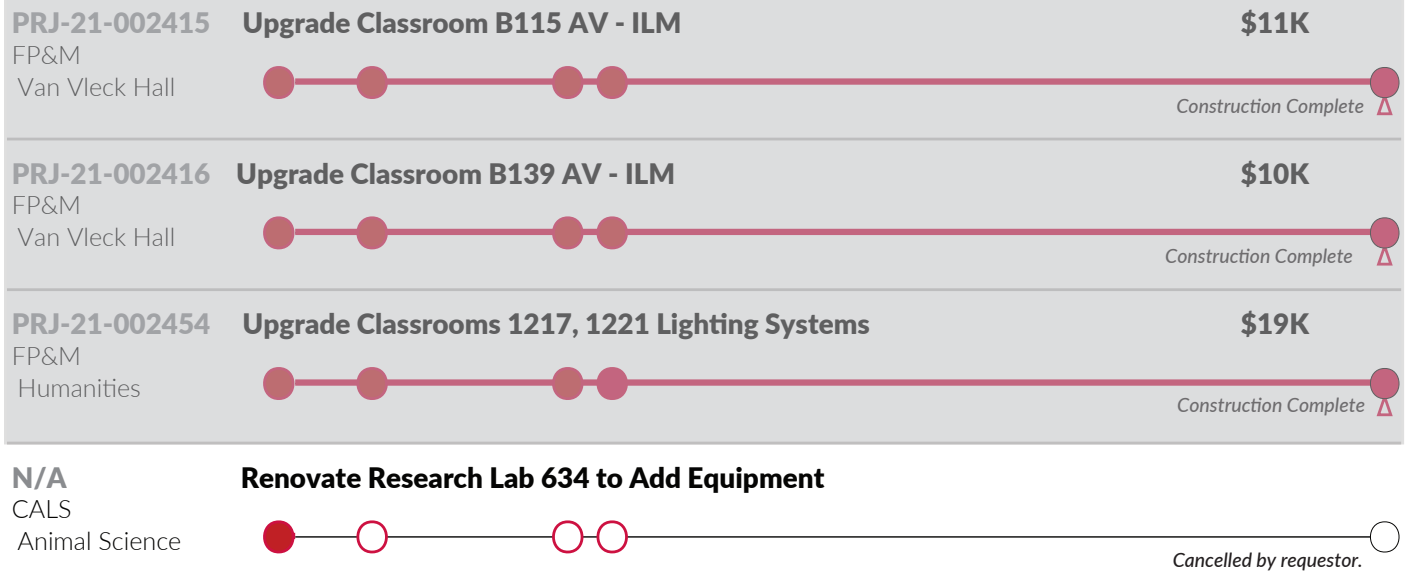 PRJ-21-002415 Upgrade Classroom B115 AV - ILM $11K
FP&M
Van Vleck Hall
Construction Complete
PRJ-21-002416 Upgrade Classroom B139 AV - ILM $10K
FP&M
Van Vleck Hall
Construction Complete
PRJ-21-002454 Upgrade Classrooms 1217, 1221 Lighting Systems $19K
FP&M
Humanities
Construction Complete
N/A Renovate Research Lab 634 to Add Equipment
CALS
Animal Science
Cancelled by requestor.